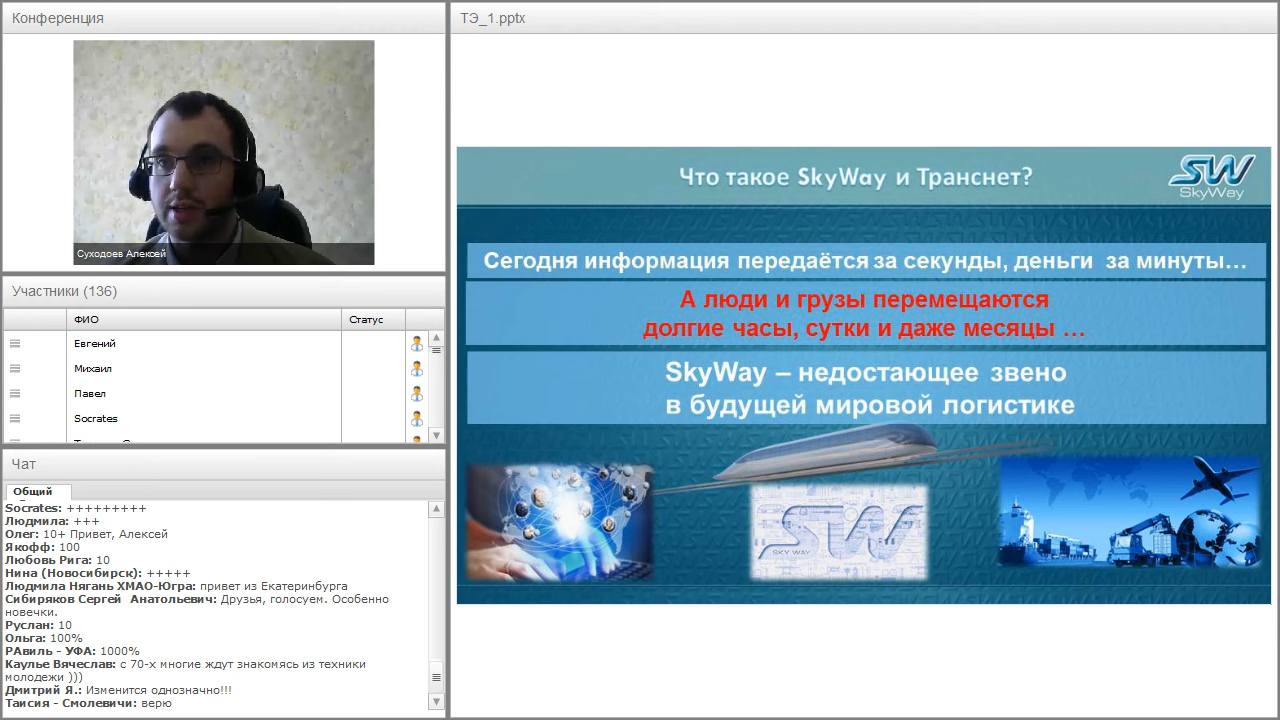 Конференция
Суходоев Алексей
Участники (136)
ФИО
Статус
Евгений
Михаил
Павел
Socrates
Чат
Общий
Socrates: +++++++++
Людмила: +++
Олег: 10+ Привет, Алексей
Якофф: 100
Любовь Рига: 10
Нина (Новосибирск): +++++
Людмила Нягань ХМАО-Югра: привет из Екатеринбурга
Сибиряков Сергей Анатольевич: Друзья, голосуем. Особенно
новечки.
Руслан: 10
Ольга: 100%
РАвиль - УФА: 1000%
Каулье Вячеслав: с 70-х многие ждут знакомясь из техники
молодежи )))
Дмитрий Я.: Изменится однозначно!!!
Таисия - Смолевичи: верю
ТЭ_1.pptx
Что такое SkyWay и Транснет?
SW
SkyWay
Сегодня информация передаётся за секунды, деньги за минуты…
А люди и грузы перемещаются
долгие часы, сутки и даже месяцы …
SkyWay – недостающее звено
в будущей мировой логистике
SW
SKY WAY